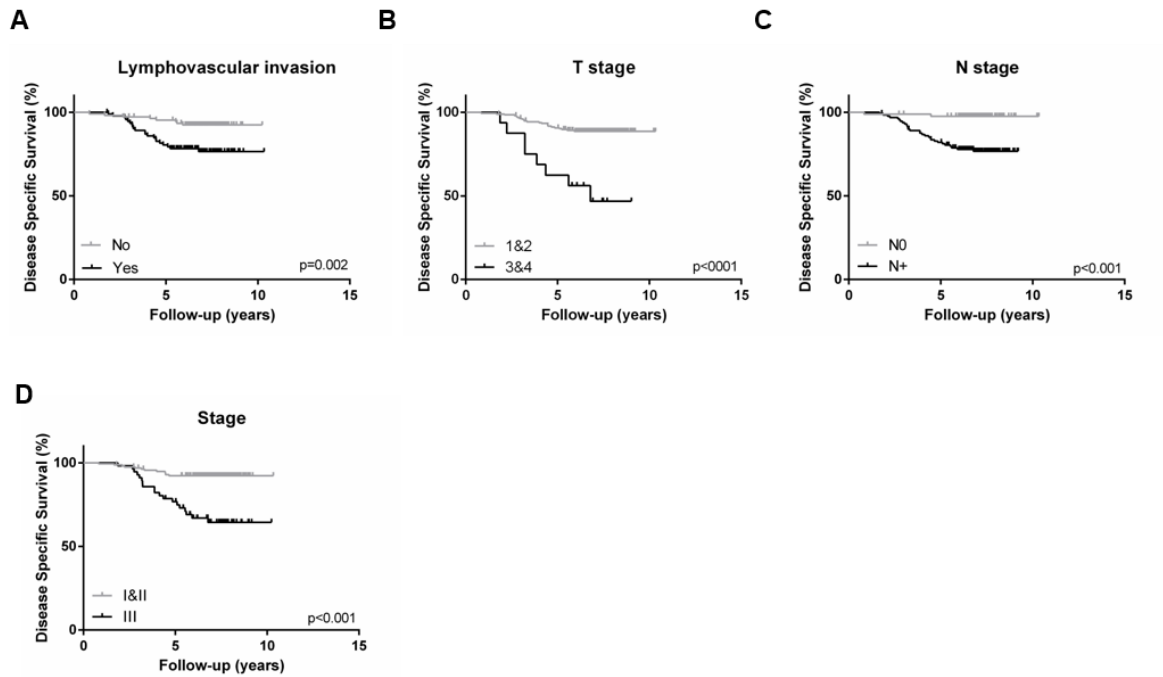 A
Lymphovascular invasion
Disease Specific Survival (%)
100
50
0
No
Yes
p=0.002
0 5 10 15
Follow-up (years)
B
T stage
Disease Specific Survival (%)
100
50
0
1&2
3&4
p<0001
0 5 10 15
Follow-up (years)
C
N stage
Disease Specific Survival (%)
100
50
0
N0
N+
p<0.001
0 5 10 15
Follow-up (years)
D
Stage
Disease Specific Survival (%)
100
50
0
I&II
III
p<0.001
0 5 10 15
Follow-up (years)